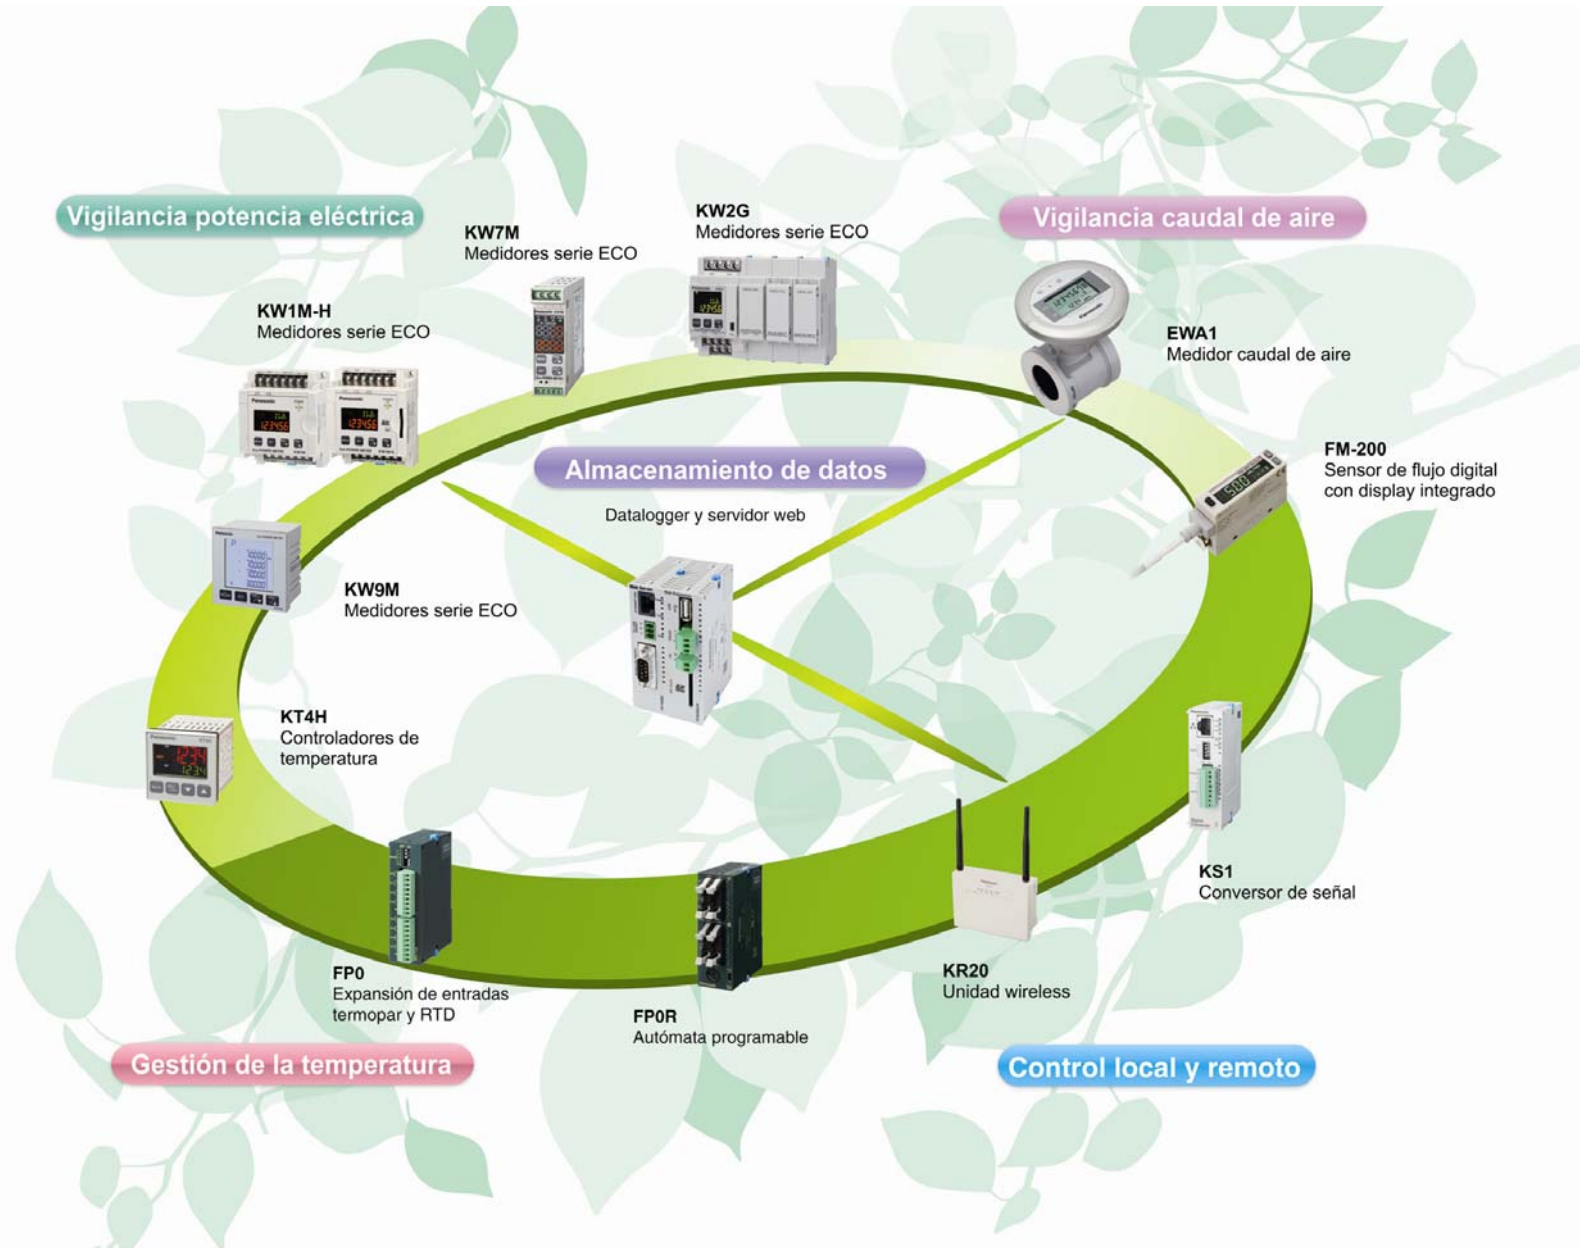 Vigilancia potencia eléctrica
KW7M
Medidores serie ECO
KW2G
Medidores serie ECO
Vigilancia caudal de aire
KW1M-H
Medidores serie ECO
EWA1
Medidor caudal de aire
Almacenamiento de datos
Datalogger y servidor web
FM-200
Sensor de flujo digital
con display integrado
KW9M
Medidores serie ECO
KT4H
Controladores de
temperatura
KS1
Conversor de señal
FP0
Expansión de entradas
termopar y RTD
FP0R
Autómata programable
KR20
Unidad wireless
Gestión de la temperatura
Control local y remoto